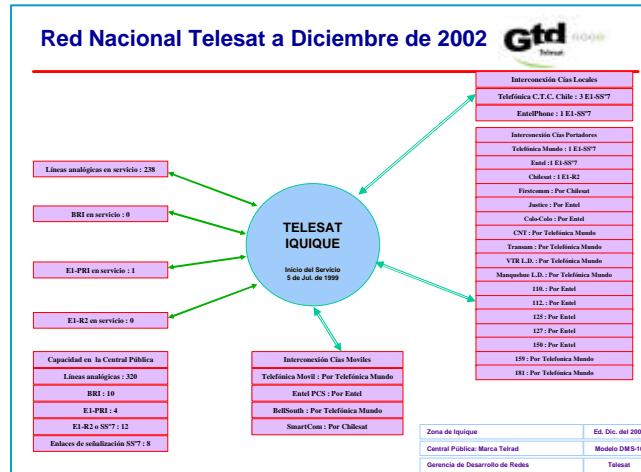 Red Nacional Telesat a Diciembre de 2002
Gtd
Telesat
Interconexión Cías Locales
Telefónica C.T.C. Chile : 3 E1-SS'7
EntelPhone : 1 E1-SS'7
Interconexión Cías Portadores
Telefónica Mundo : 1 E1-SS'7
Entel :1 E1-SS'7
Chilesat : 1 E1-R2
Firstcomm : Por Chilesat
Justice : Por Entel
Colo-Colo : Por Entel
CNT : Por Telefónica Mundo
Transam : Por Telefónica Mundo
VTR L.D. : Por Telefónica Mundo
Manquehue L.D. : Por Telefónica Mundo
110. : Por Entel
112. : Por Entel
125 : Por Entel
127 : Por Entel
150 : Por Entel
159 : Por Telefónica Mundo
181 : Por Telefónica Mundo
Líneas analógicas en servicio : 238
BRI en servicio : 0
E1-PRI en servicio : 1
E1-R2 en servicio : 0
TELESAT
IQUIQUE
Inicio del Servicio
5 de Jul. de 1999
Capacidad en la Central Pública
Líneas analógicas : 320
BRI : 10
E1-PRI : 4
E1-R2 o SS'7 : 12
Enlaces de señalización SS'7 : 8
Interconexión Cías Moviles
Telefónica Movil : Por Telefónica Mundo
Entel PCS : Por Entel
BellSouth : Por Telefónica Mundo
SmartCom : Por Chilesat
Zona de Iquique
Ed. Dic. del 200
Central Pública: Marca Telrad
Modelo DMS-10
Gerencia de Desarrollo de Redes
Telesat